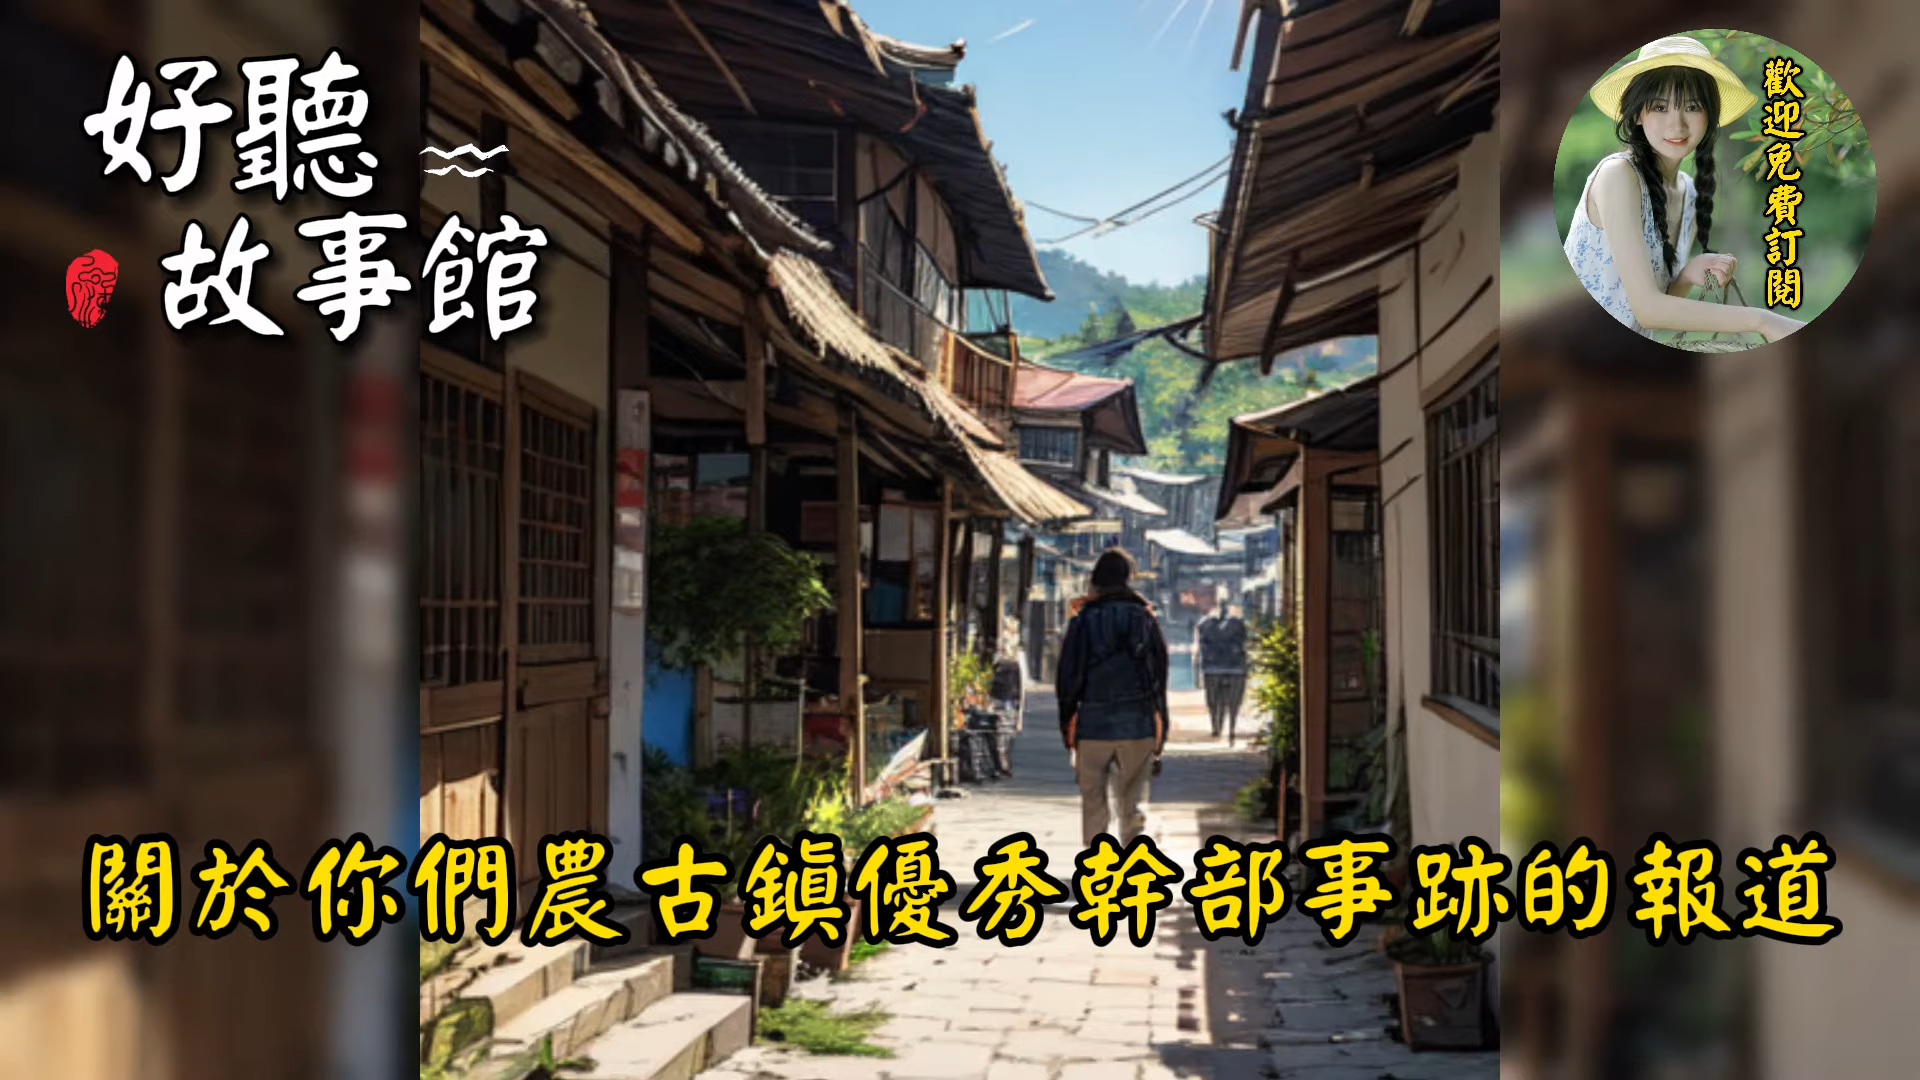 好聽
故事館
歡迎免費訂閱
關於你們農古鎮優秀幹部事跡的報道